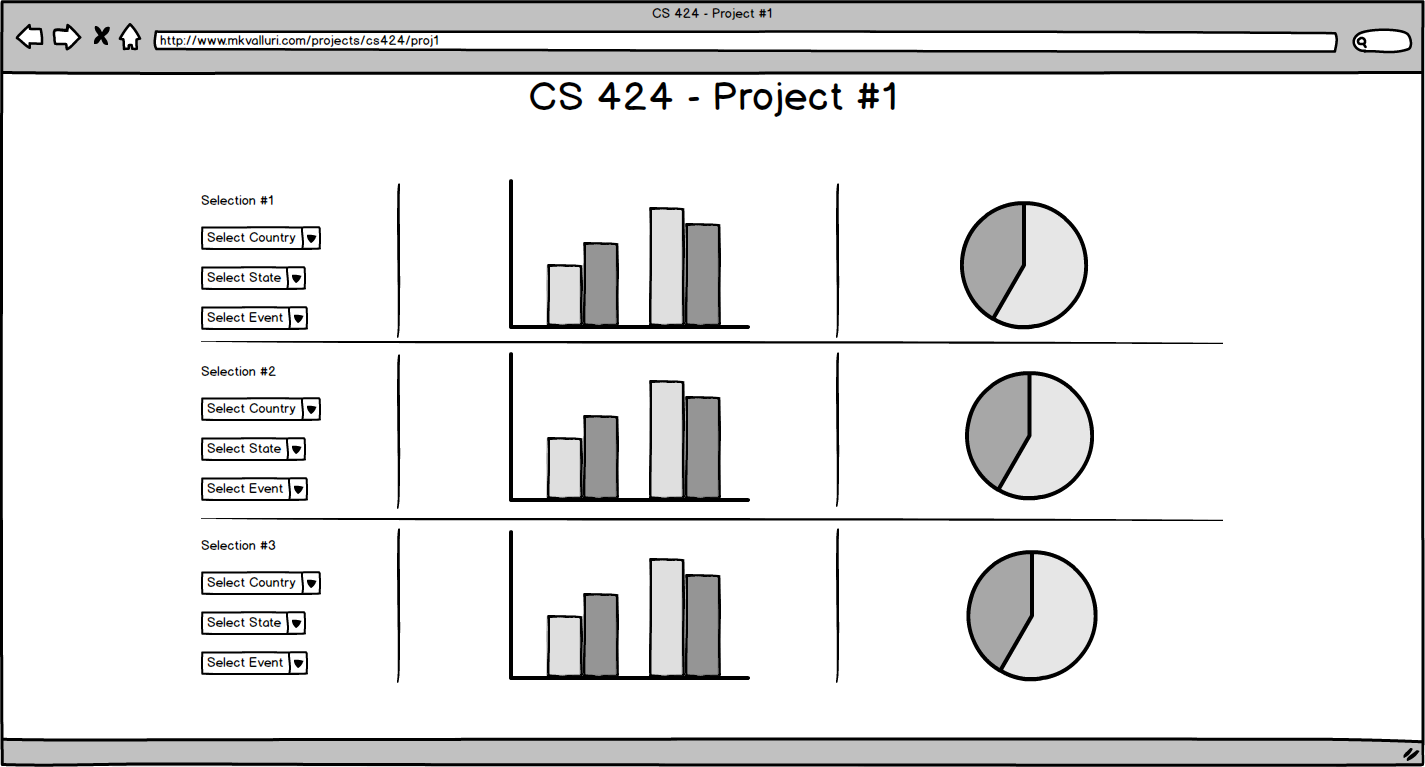 CS 424 - Project #1
http://www.mkvalluri.com/projects/cs424/proj1
CS 424 - Project #1
Selection #1
Select Country
Select State
Select Event
Selection #2
Select Country
Select State
Select Event
Selection #3
Select Country
Select State
Select Event